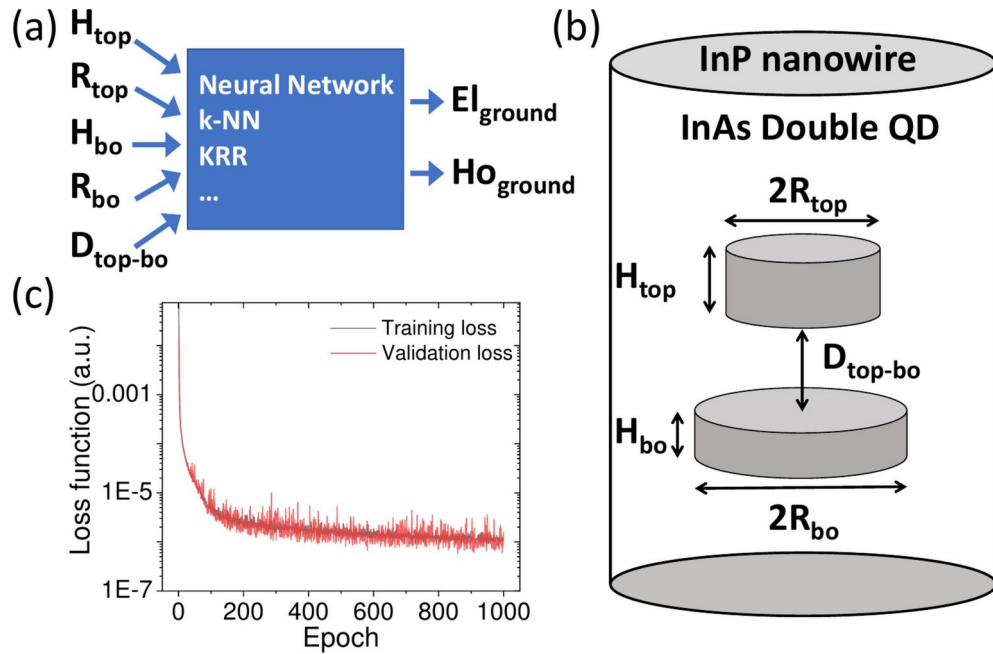 (a)
H_top
R_top
H_bo
R_bo
D_top-bo
Neural Network
k-NN
KRR
...
El_ground
Ho_ground
(b)
InP nanowire
InAs Double QD
2R_top
H_top
D_top-bo
H_bo
2R_bo
(c)
Loss function (a.u.)
0.001
1E-5
1E-7
Training loss
Validation loss
0 200 400 600 800 1000
Epoch